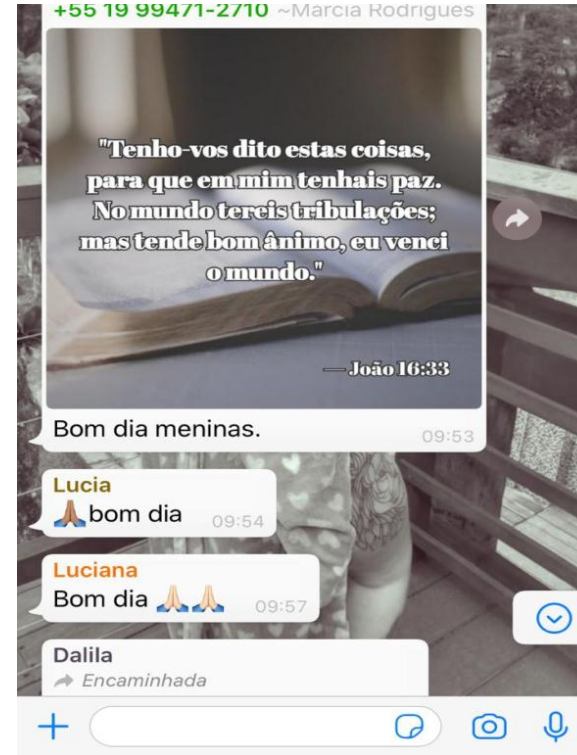 +55 19 99471-2710 ~Marcia Rodrigues
"Tenho-vos dito estas coisas,
para que em mim tenhais paz.
No mundo tereis tribulações;
mas tende bom ânimo, eu venci
o mundo."
— João 16:33
Bom dia meninas.
09:53
Lucia
🙏🏾bom dia 09:54
Luciana
Bom dia 🙏🏻🙏🏻 09:57
Dalila
Encaminhada